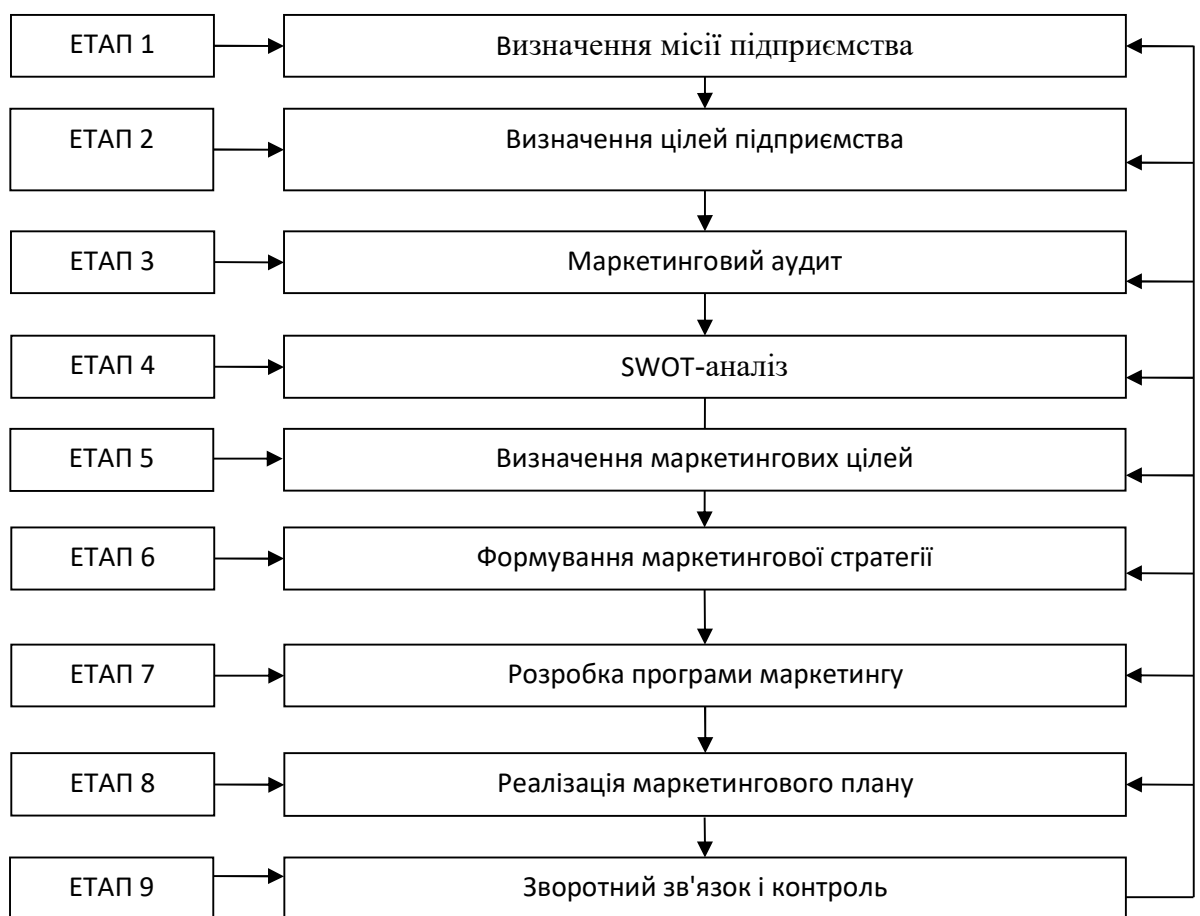 ЕТАП 1
Визначення місії підприємства
ЕТАП 2
Визначення цілей підприємства
ЕТАП 3
Маркетинговий аудит
ЕТАП 4
SWOT-аналіз
ЕТАП 5
Визначення маркетингових цілей
ЕТАП 6
Формування маркетингової стратегії
ЕТАП 7
Розробка програми маркетингу
ЕТАП 8
Реалізація маркетингового плану
ЕТАП 9
Зворотний зв'язок і контроль